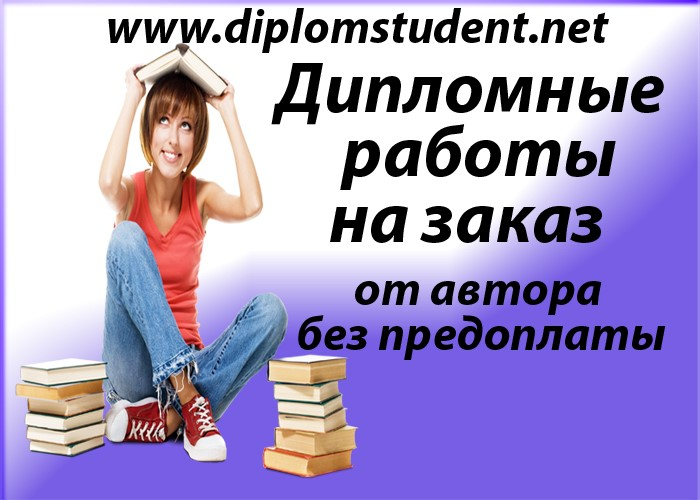 www.diplomstudent.net
Дипломные
работы
на заказ
от автора
без предоплаты